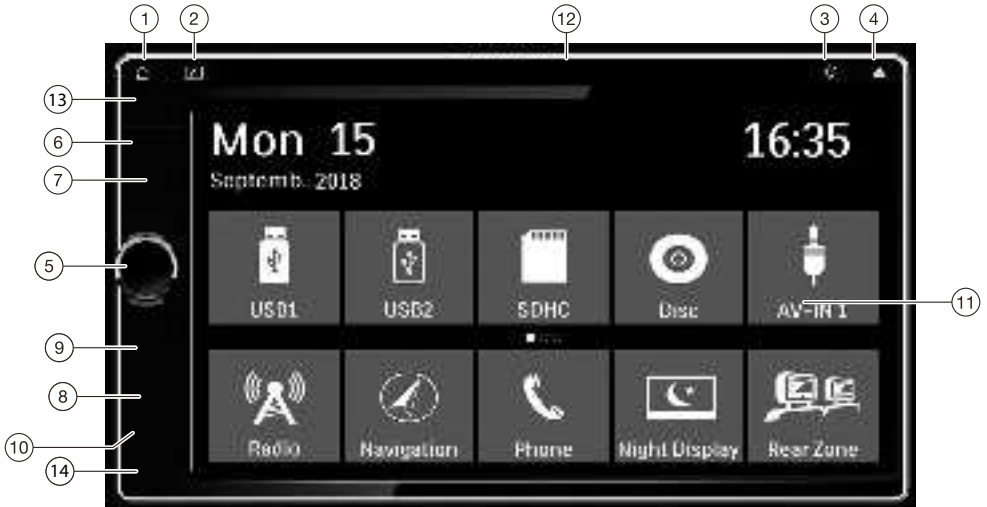 1 2 12 3 4
13
6
7
5
9
8
10
14
11
Mon 15 16:35
Septemb. 2018
USB1 USB2 SDHC Disc AV-IN 1
Radio Navigation Phone Night Display Rear Zone